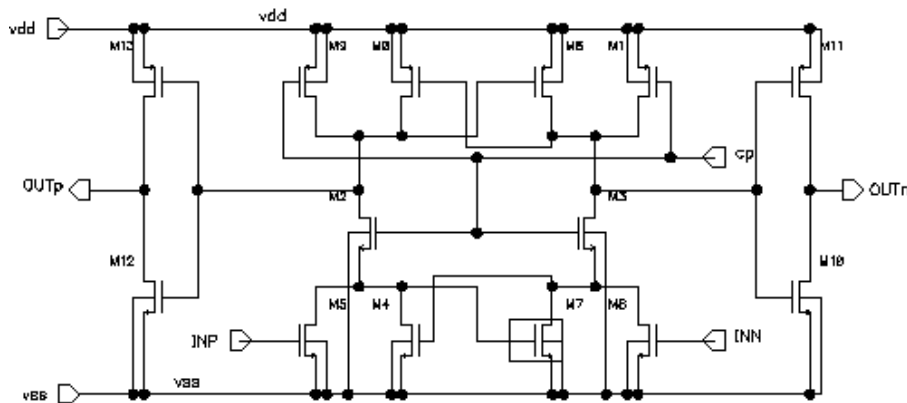 vdd
vdd
M13
M9
M0
M6
M1
M11
cp
OUTp
M2
M3
OUTn
M12
M5
M4
M7
M8
M10
INP
INN
vss
vss